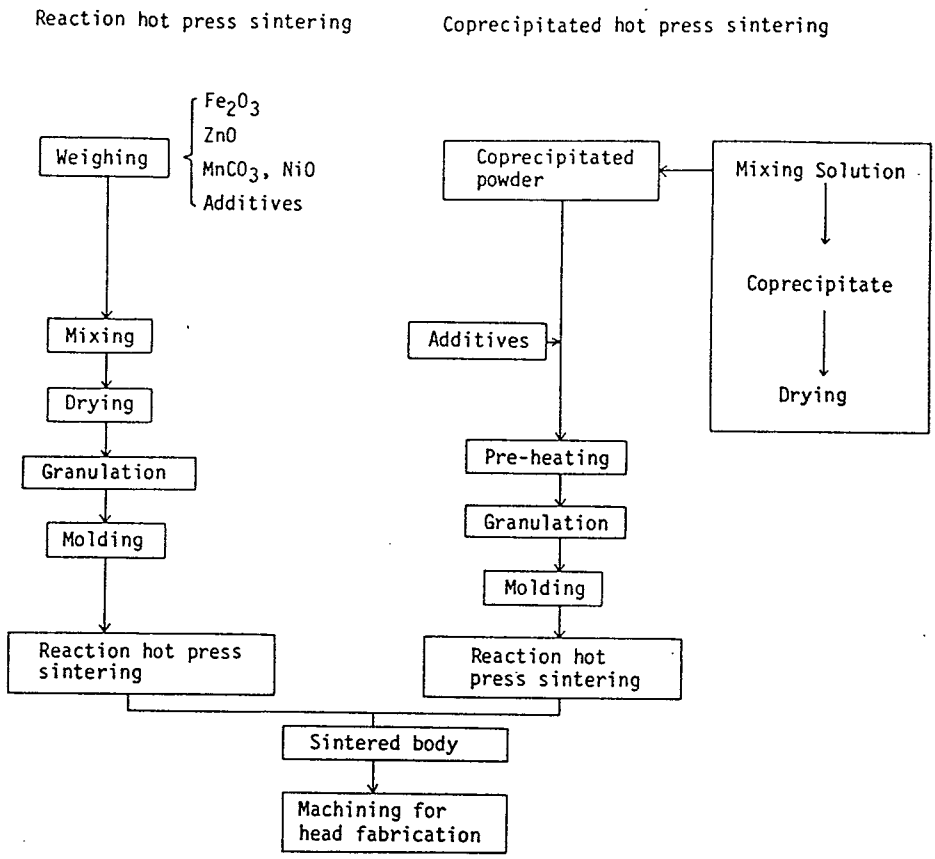 Reaction hot press sintering
Coprecipitated hot press sintering
Weighing
Fe₂O₃
ZnO
MnCO₃, NiO
Additives
Mixing
Drying
Granulation
Molding
Reaction hot press
sintering
Coprecipitated
powder
Mixing Solution
Coprecipitate
Drying
Additives
Pre-heating
Granulation
Molding
Reaction hot
press sintering
Sintered body
Machining for
head fabrication